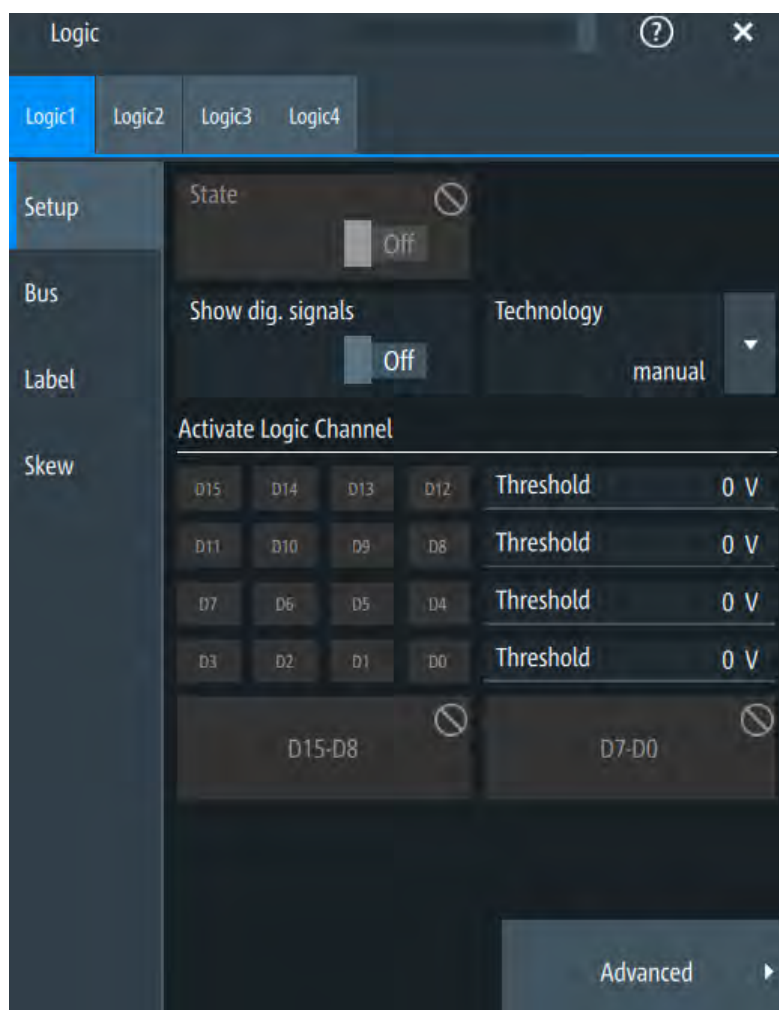 Logic
?
Logic1 Logic2 Logic3 Logic4
Setup
Bus
Label
Skew
State
Off
Show dig. signals
Off
Technology
manual
Activate Logic Channel
D15 D14 D13 D12 Threshold 0 V
D11 D10 D9 D8 Threshold 0 V
D7 D6 D5 D4 Threshold 0 V
D3 D2 D1 D0 Threshold 0 V
D15-D8 D7-D0
Advanced